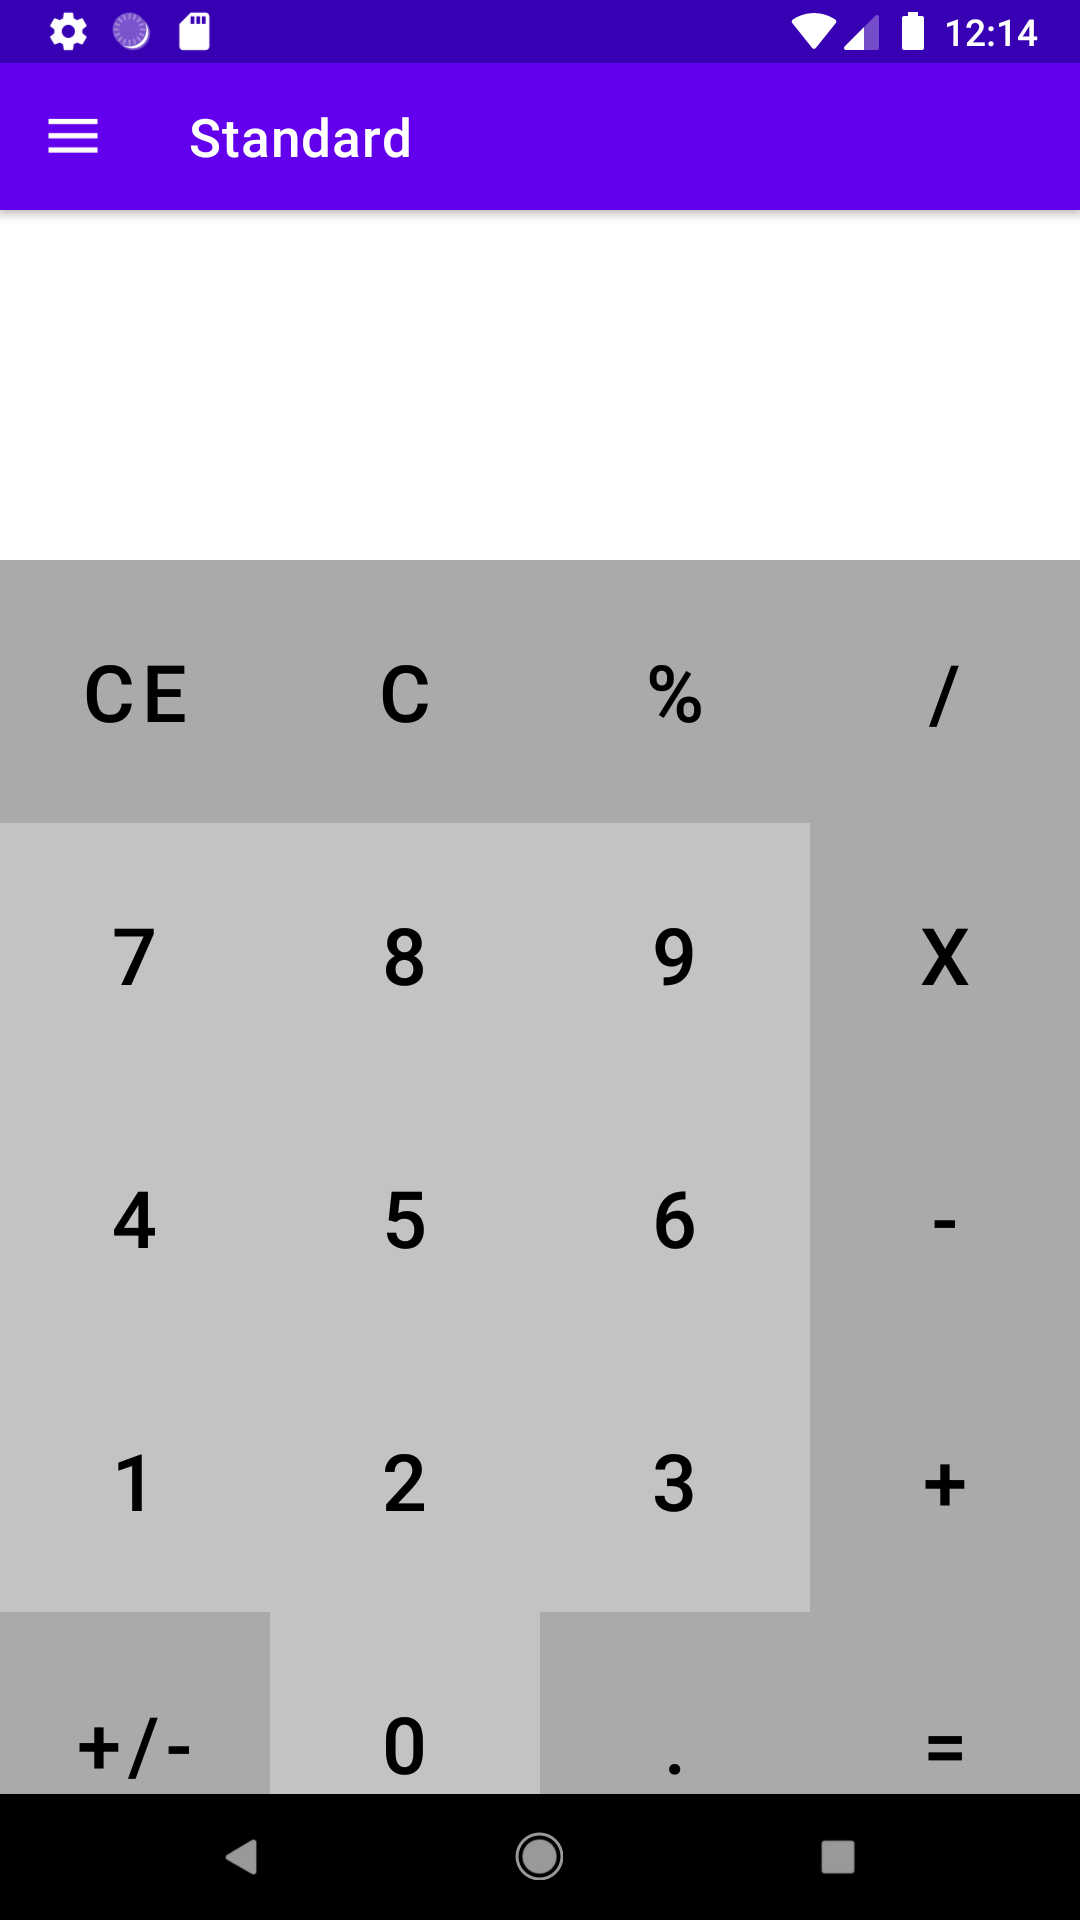 12:14
Standard
CE C % /
7 8 9 X
4 5 6 -
1 2 3 +
+/- 0 . =